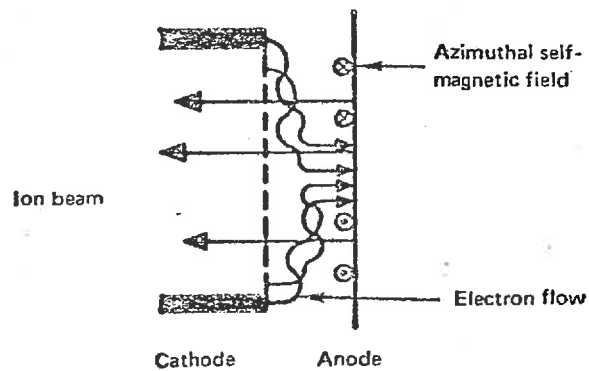 Azimuthal self-
magnetic field
Ion beam
Electron flow
Cathode
Anode